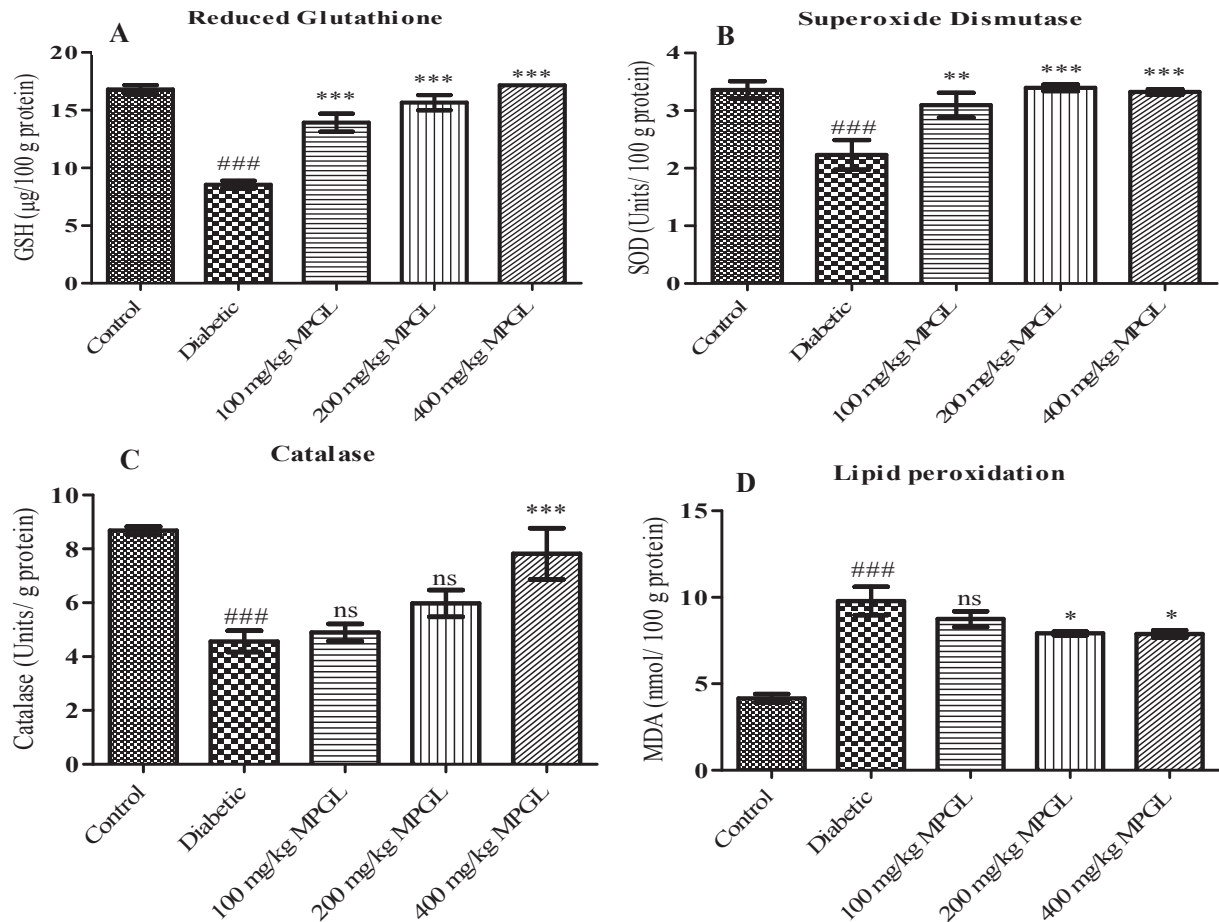 A
Reduced Glutathione
GSH (µg/100 g protein)
20
15
10
5
0
###
***
***
***
Control
Diabetic
100 mg/kg MPGL
200 mg/kg MPGL
400 mg/kg MPGL
B
Superoxide Dismutase
SOD (Units/ 100 g protein)
4
3
2
1
0
###
**
***
***
Control
Diabetic
100 mg/kg MPGL
200 mg/kg MPGL
400 mg/kg MPGL
C
Catalase
Catalase (Units/ g protein)
10
8
6
4
2
0
###
ns
ns
***
Control
Diabetic
100 mg/kg MPGL
200 mg/kg MPGL
400 mg/kg MPGL
D
Lipid peroxidation
MDA (nmol/ 100 g protein)
15
10
5
0
###
ns
*
*
Control
Diabetic
100 mg/kg MPGL
200 mg/kg MPGL
400 mg/kg MPGL